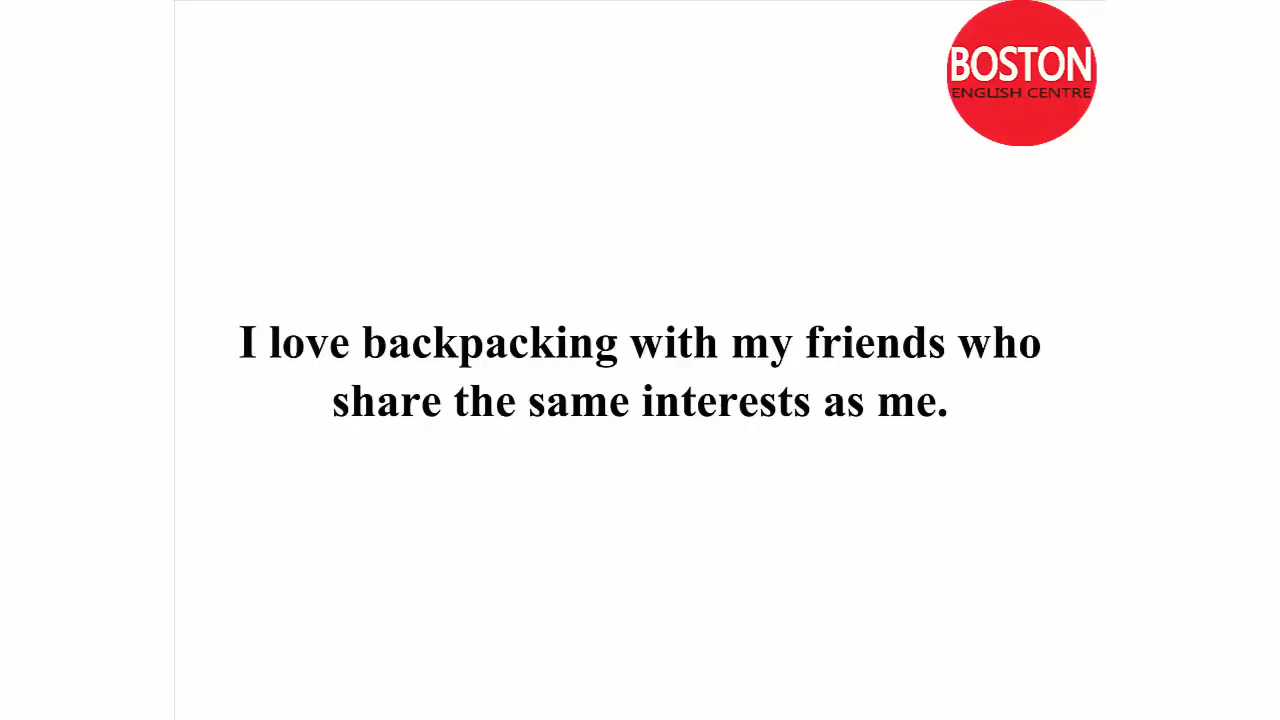 BOSTON
ENGLISH CENTRE
I love backpacking with my friends who
share the same interests as me.